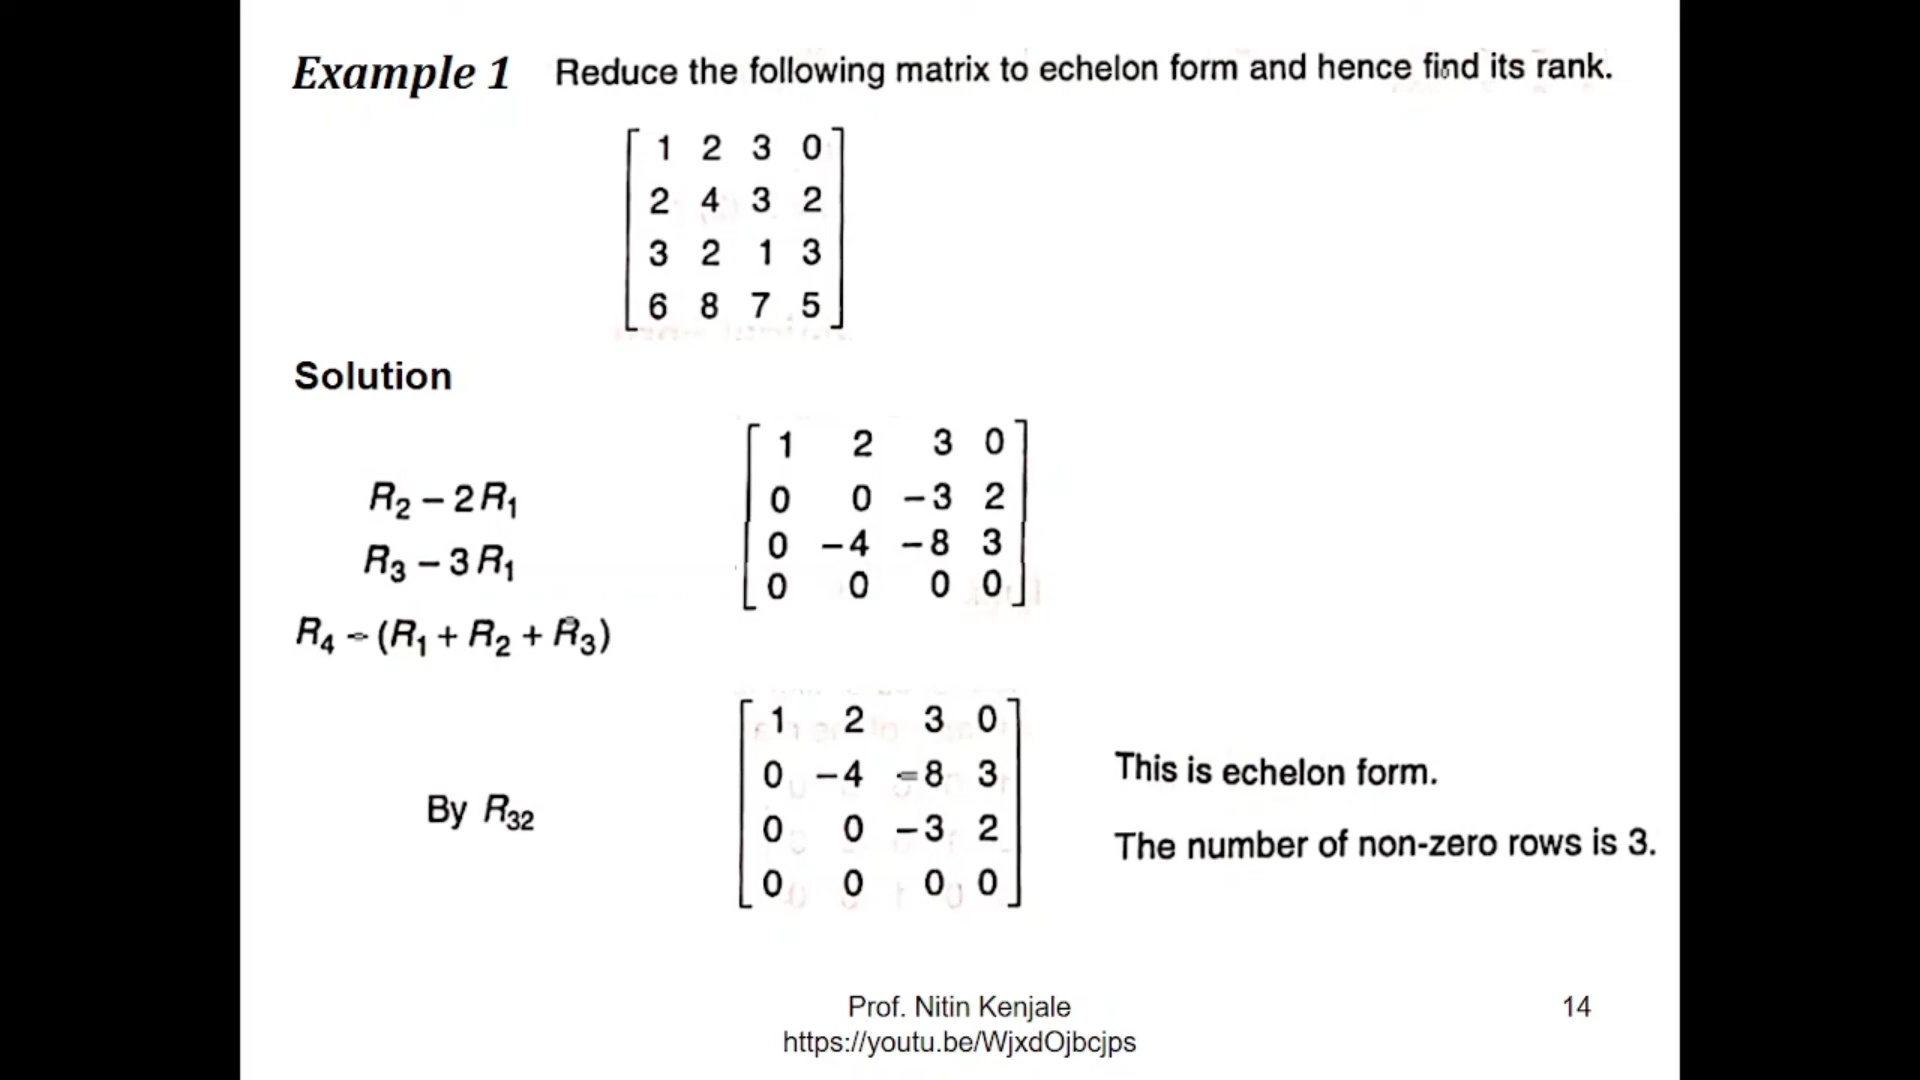 Example 1 Reduce the following matrix to echelon form and hence find its rank.
1 2 3 0
2 4 3 2
3 2 1 3
6 8 7 5
Solution
R₂ − 2 R₁
R₃ − 3 R₁
R₄ − (R₁ + R₂ + R₃)
1 2 3 0
0 0 −3 2
0 −4 −8 3
0 0 0 0
By R₃₂
1 2 3 0
0 −4 −8 3
0 0 −3 2
0 0 0 0
This is echelon form.
The number of non-zero rows is 3.
Prof. Nitin Kenjale
https://youtu.be/WjxdOjbcjps
14